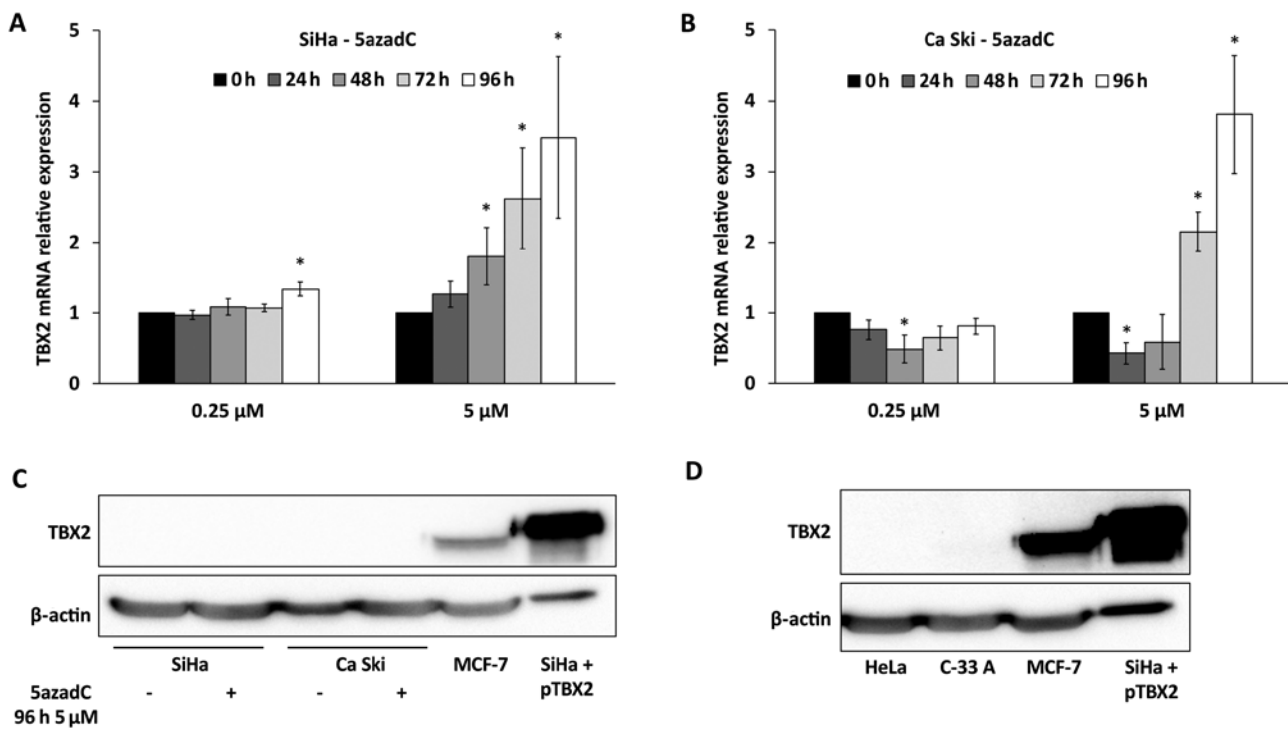 A
SiHa - 5azadC
0 h 24 h 48 h 72 h 96 h
TBX2 mRNA relative expression
5
4
3
2
1
0
* * * *
0.25 µM 5 µM
B
Ca Ski - 5azadC
0 h 24 h 48 h 72 h 96 h
TBX2 mRNA relative expression
5
4
3
2
1
0
* * * *
0.25 µM 5 µM
C
TBX2
β-actin
SiHa Ca Ski MCF-7 SiHa +
pTBX2
5azadC - + - +
96 h 5 µM
D
TBX2
β-actin
HeLa C-33 A MCF-7 SiHa +
pTBX2